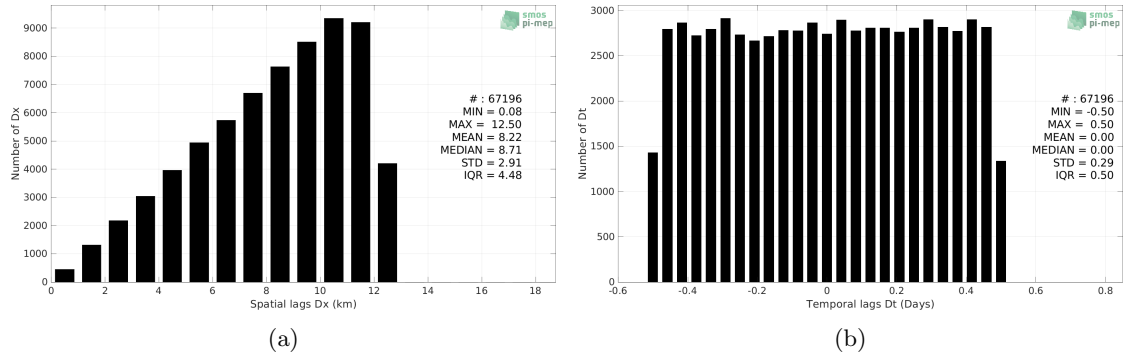 smos
pi-mep
9000
8000
7000
6000
5000
4000
3000
2000
1000
0
Number of Dx
# : 67196
MIN = 0.08
MAX = 12.50
MEAN = 8.22
MEDIAN = 8.71
STD = 2.91
IQR = 4.48
0 2 4 6 8 10 12 14 16 18
Spatial lags Dx (km)
(a)
smos
pi-mep
3000
2500
2000
1500
1000
500
0
Number of Dt
# : 67196
MIN = -0.50
MAX = 0.50
MEAN = 0.00
MEDIAN = 0.00
STD = 0.29
IQR = 0.50
-0.6 -0.4 -0.2 0 0.2 0.4 0.6 0.8
Temporal lags Dt (Days)
(b)